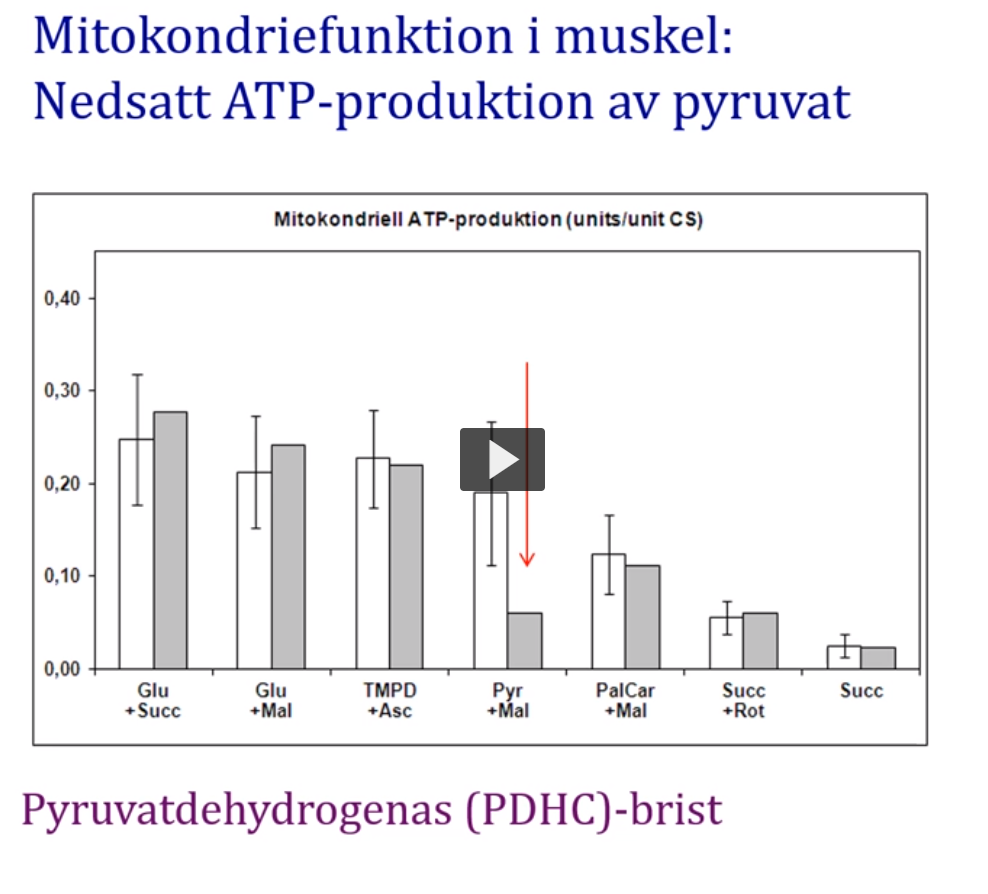 Mitokondriefunktion i muskel:
Nedsatt ATP-produktion av pyruvat
Mitokondriell ATP-produktion (units/unit CS)
0,40
0,30
0,20
0,10
0,00
Glu
+Succ
Glu
+Mal
TMPD
+Asc
Pyr
+Mal
PalCar
+Mal
Succ
+Rot
Succ
Pyruvatdehydrogenas (PDHC)-brist